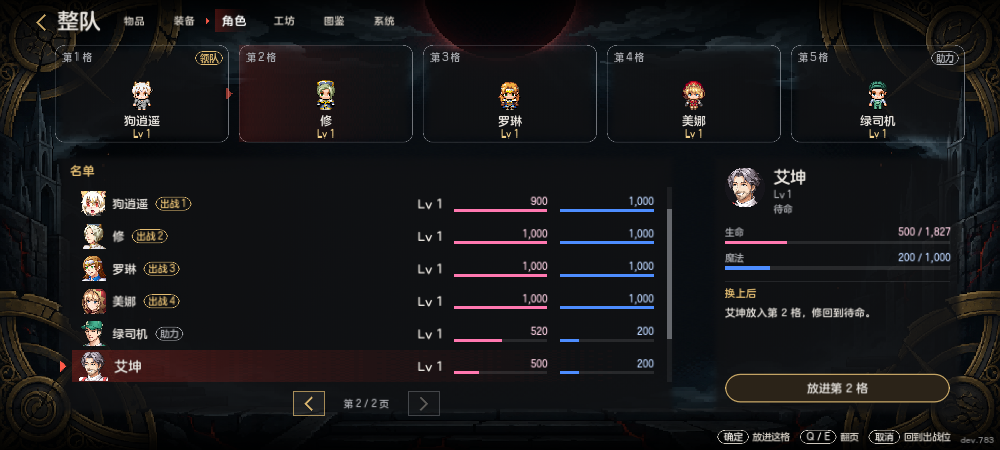 整队 物品 装备 角色 工坊 图鉴 系统
第1格 领队
狗逍遥
Lv 1
第2格
修
Lv 1
第3格
罗琳
Lv 1
第4格
美娜
Lv 1
第5格 助力
绿司机
Lv 1
名单
狗逍遥 出战1 Lv 1 900 1,000
修 出战2 Lv 1 1,000 1,000
罗琳 出战3 Lv 1 1,000 1,000
美娜 出战4 Lv 1 1,000 1,000
绿司机 助力 Lv 1 520 200
艾坤 Lv 1 500 200
第 2 / 2 页
艾坤
Lv 1
待命
生命 500 / 1,827
魔法 200 / 1,000
换上后
艾坤放入第 2 格，修回到待命。
放进第 2 格
确定 放进这格 Q / E 翻页 取消 回到出战位 dev.783